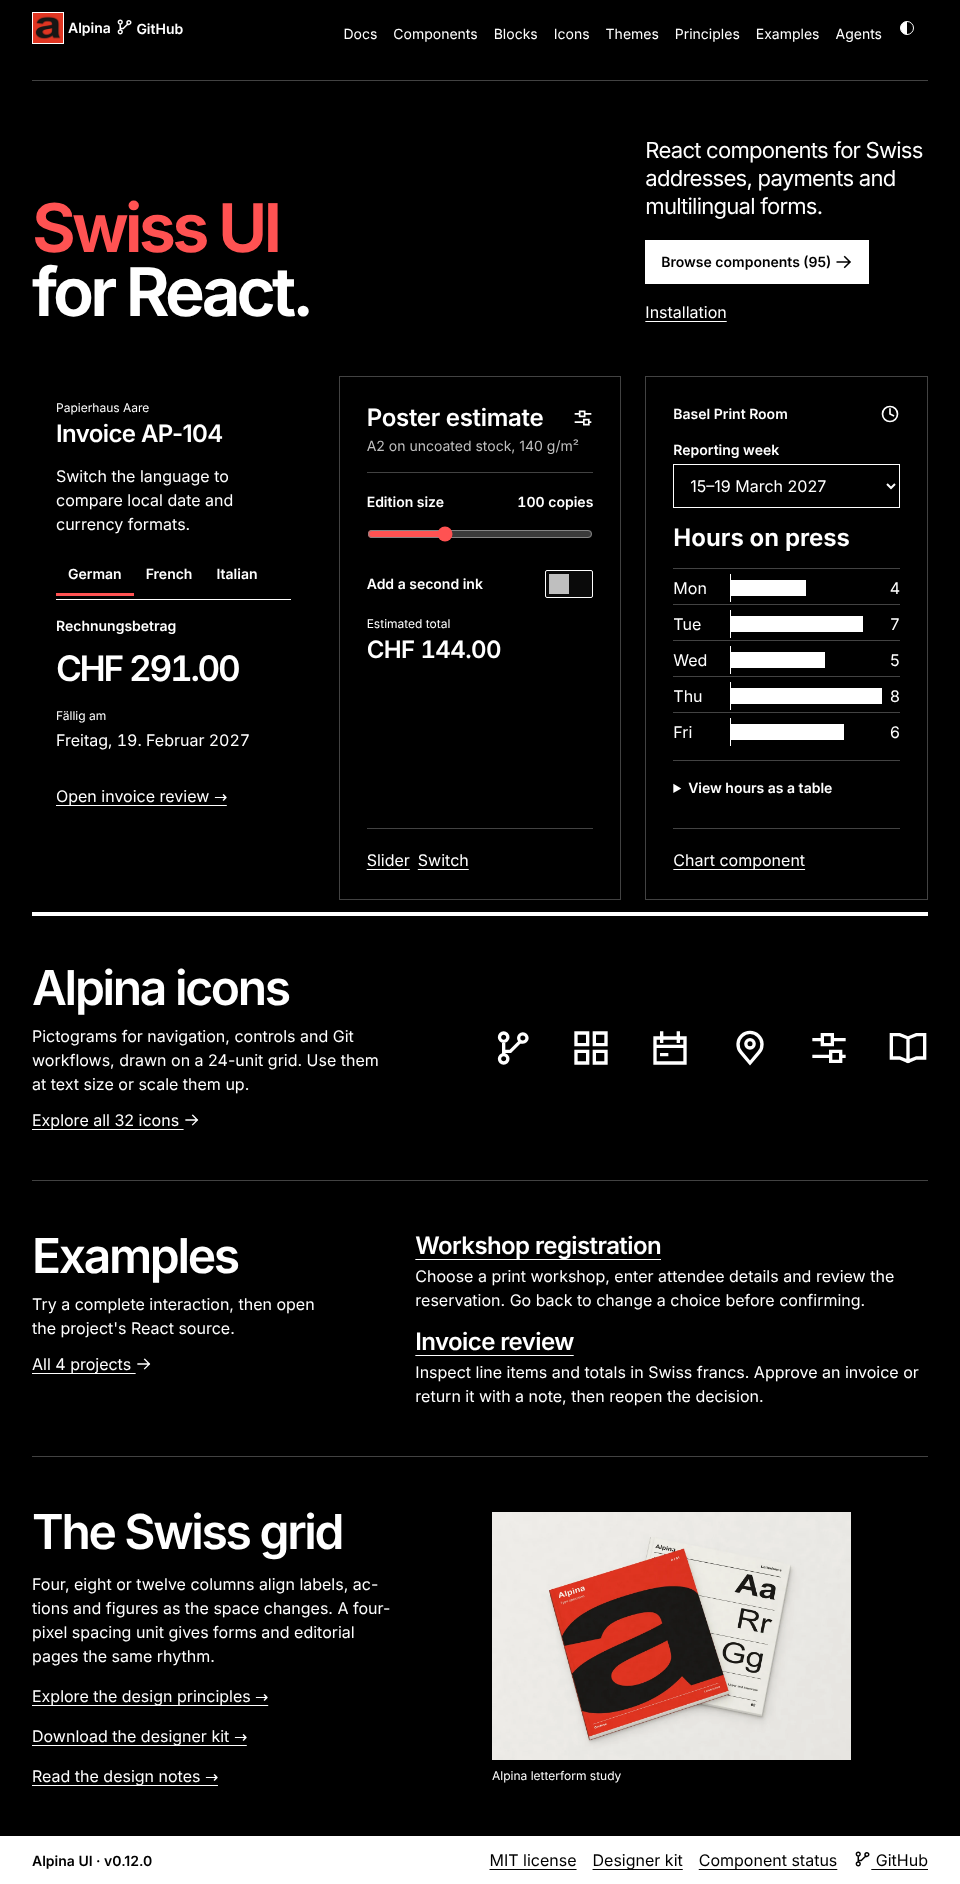 a Alpina GitHub
Docs Components Blocks Icons Themes Principles Examples Agents
React components for Swiss
addresses, payments and
multilingual forms.
Swiss UI
for React.
Browse components (95) →
Installation
Papierhaus Aare
Invoice AP-104
Switch the language to
compare local date and
currency formats.
German French Italian
Rechnungsbetrag
CHF 291.00
Fällig am
Freitag, 19. Februar 2027
Open invoice review →
Poster estimate
A2 on uncoated stock, 140 g/m²
Edition size 100 copies
Add a second ink
Estimated total
CHF 144.00
Slider Switch
Basel Print Room
Reporting week
15–19 March 2027
Hours on press
Mon 4
Tue 7
Wed 5
Thu 8
Fri 6
View hours as a table
Chart component
Alpina icons
Pictograms for navigation, controls and Git
workflows, drawn on a 24-unit grid. Use them
at text size or scale them up.
Explore all 32 icons →
Examples
Try a complete interaction, then open
the project's React source.
All 4 projects →
Workshop registration
Choose a print workshop, enter attendee details and review the
reservation. Go back to change a choice before confirming.
Invoice review
Inspect line items and totals in Swiss francs. Approve an invoice or
return it with a note, then reopen the decision.
The Swiss grid
Four, eight or twelve columns align labels, ac-
tions and figures as the space changes. A four-
pixel spacing unit gives forms and editorial
pages the same rhythm.
Explore the design principles →
Download the designer kit →
Read the design notes →
Alpina
a
Alpina
Aa
Rr
Gg
Alpina letterform study
Alpina UI · v0.12.0
MIT license Designer kit Component status GitHub